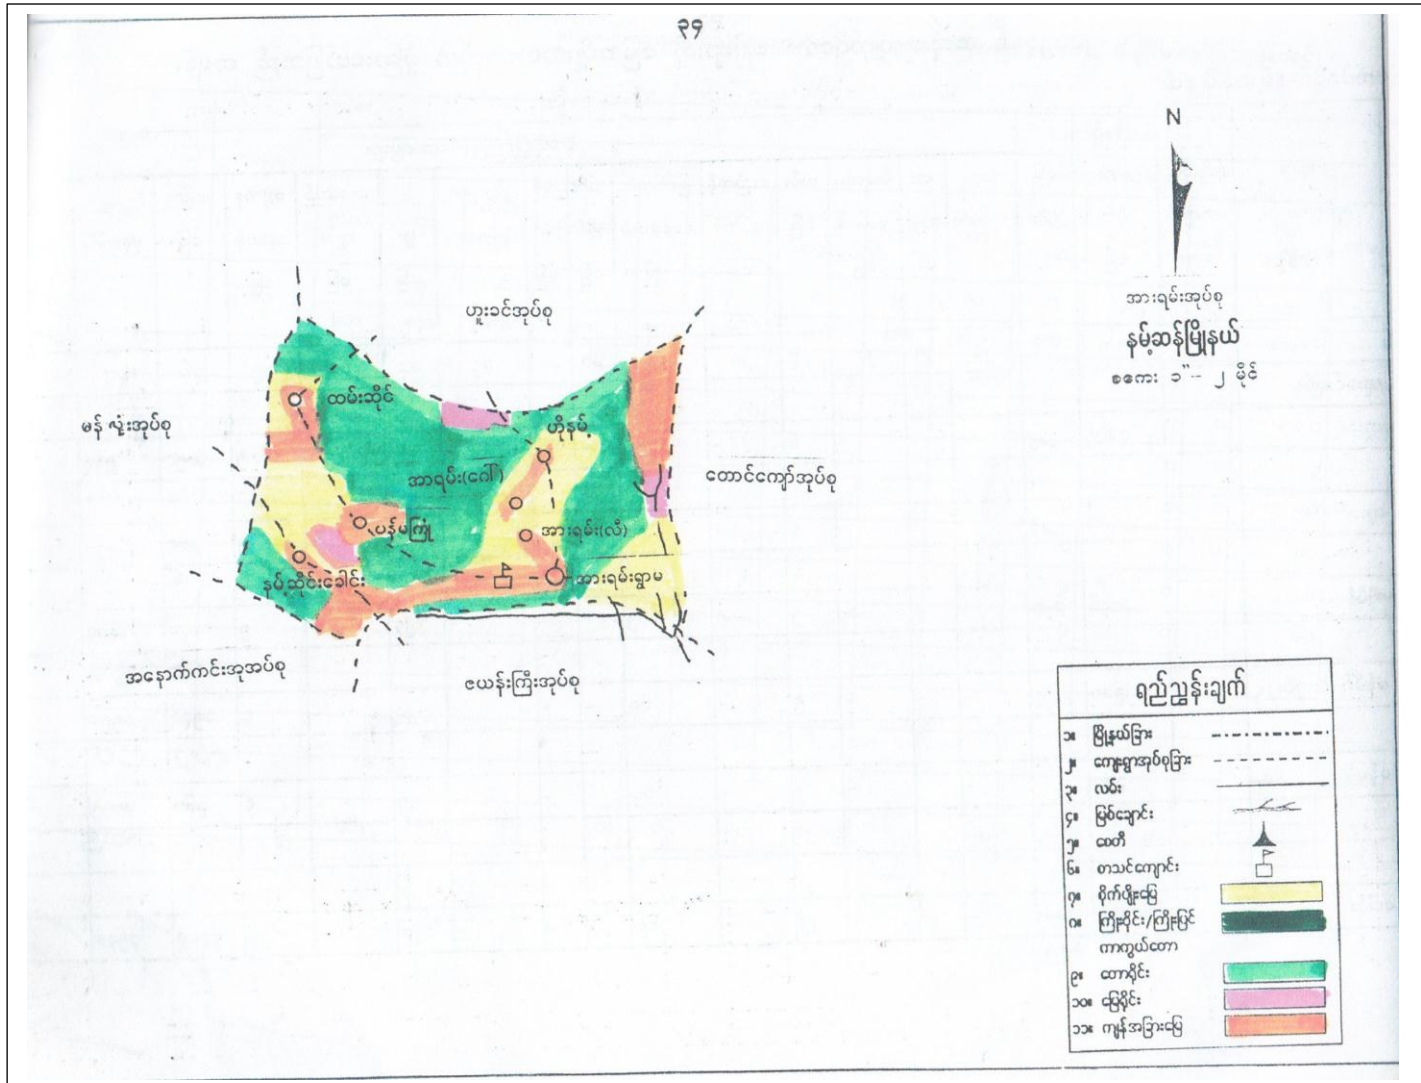 ၃၄
N
အားရမ်းအုပ်စု
နမ့်ဆန်မြို့နယ်
စကေး ၁" - ၂ မိုင်
ဟူးခင်အုပ်စု
ထမ်းဆိုင်
မန်လုံးအုပ်စု
ဟိုနမ့်
အာရမ်း(ဂေါ်)
တောင်ကျော်အုပ်စု
ပန်မကြုံ
အားရမ်း(လီ)
နမ့်ဆိုင်းခေါင်း
အားရမ်းရွာမ
အနောက်ကင်းအုအပ်စု
ဇယန်းကြီးအုပ်စု
ရည်ညွှန်းချက်
၁။ မြို့နယ်ခြား
၂။ ကျေးရွာအုပ်စုခြား
၃။ လမ်း
၄။ မြစ်ချောင်း
၅။ စေတီ
၆။ စာသင်ကျောင်း
၇။ စိုက်ပျိုးမြေ
၈။ ကြိုးဝိုင်း/ကြိုးပြင်
ကာကွယ်တော
၉။ တောရိုင်း
၁၀။ မြေရိုင်း
၁၁။ ကျန်အခြားမြေ